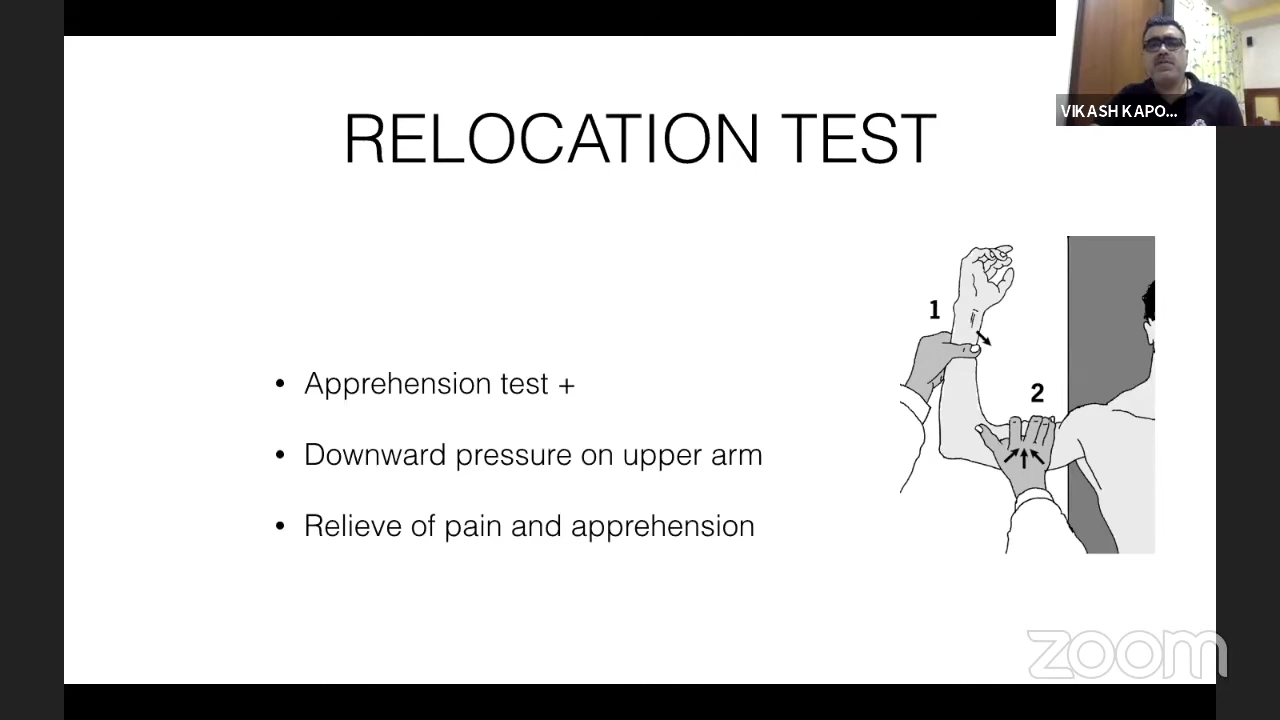 VIKASH KAPO...
RELOCATION TEST
1
2
• Apprehension test +
• Downward pressure on upper arm
• Relieve of pain and apprehension
zoom